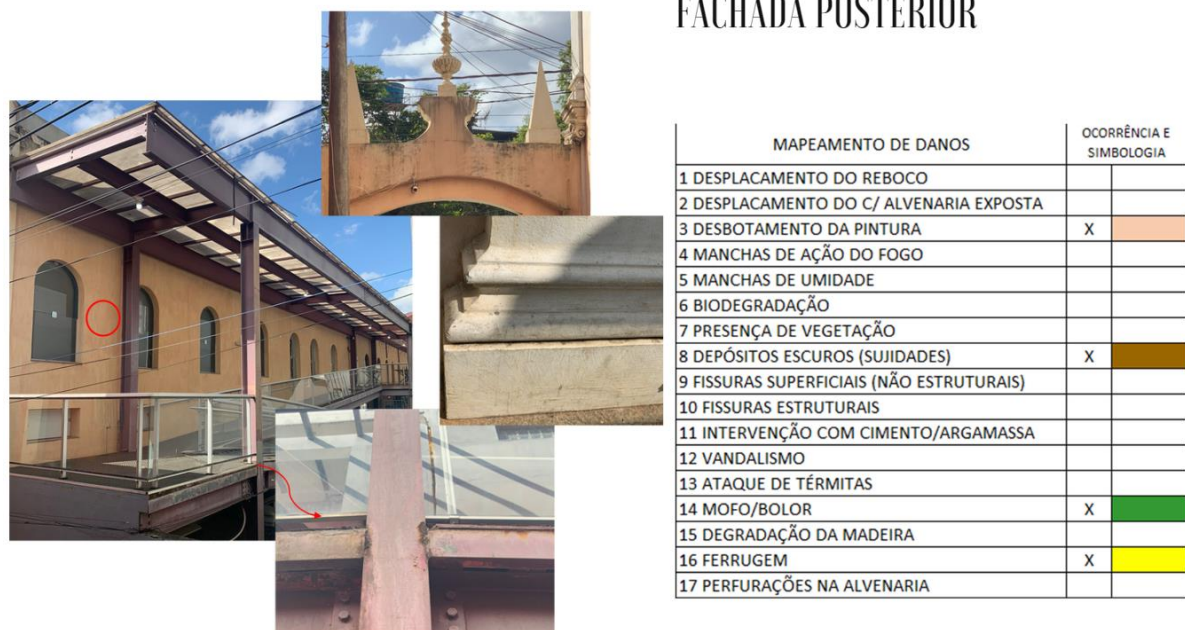 FACHADA POSTERIOR
MAPEAMENTO DE DANOS
OCORRÊNCIA E
SIMBOLOGIA
1 DESPLACAMENTO DO REBOCO
2 DESPLACAMENTO DO C/ ALVENARIA EXPOSTA
3 DESBOTAMENTO DA PINTURA X
4 MANCHAS DE AÇÃO DO FOGO
5 MANCHAS DE UMIDADE
6 BIODEGRADAÇÃO
7 PRESENÇA DE VEGETAÇÃO
8 DEPÓSITOS ESCUROS (SUJIDADES) X
9 FISSURAS SUPERFICIAIS (NÃO ESTRUTURAIS)
10 FISSURAS ESTRUTURAIS
11 INTERVENÇÃO COM CIMENTO/ARGAMASSA
12 VANDALISMO
13 ATAQUE DE TÉRMITAS
14 MOFO/BOLOR X
15 DEGRADAÇÃO DA MADEIRA
16 FERRUGEM X
17 PERFURAÇÕES NA ALVENARIA